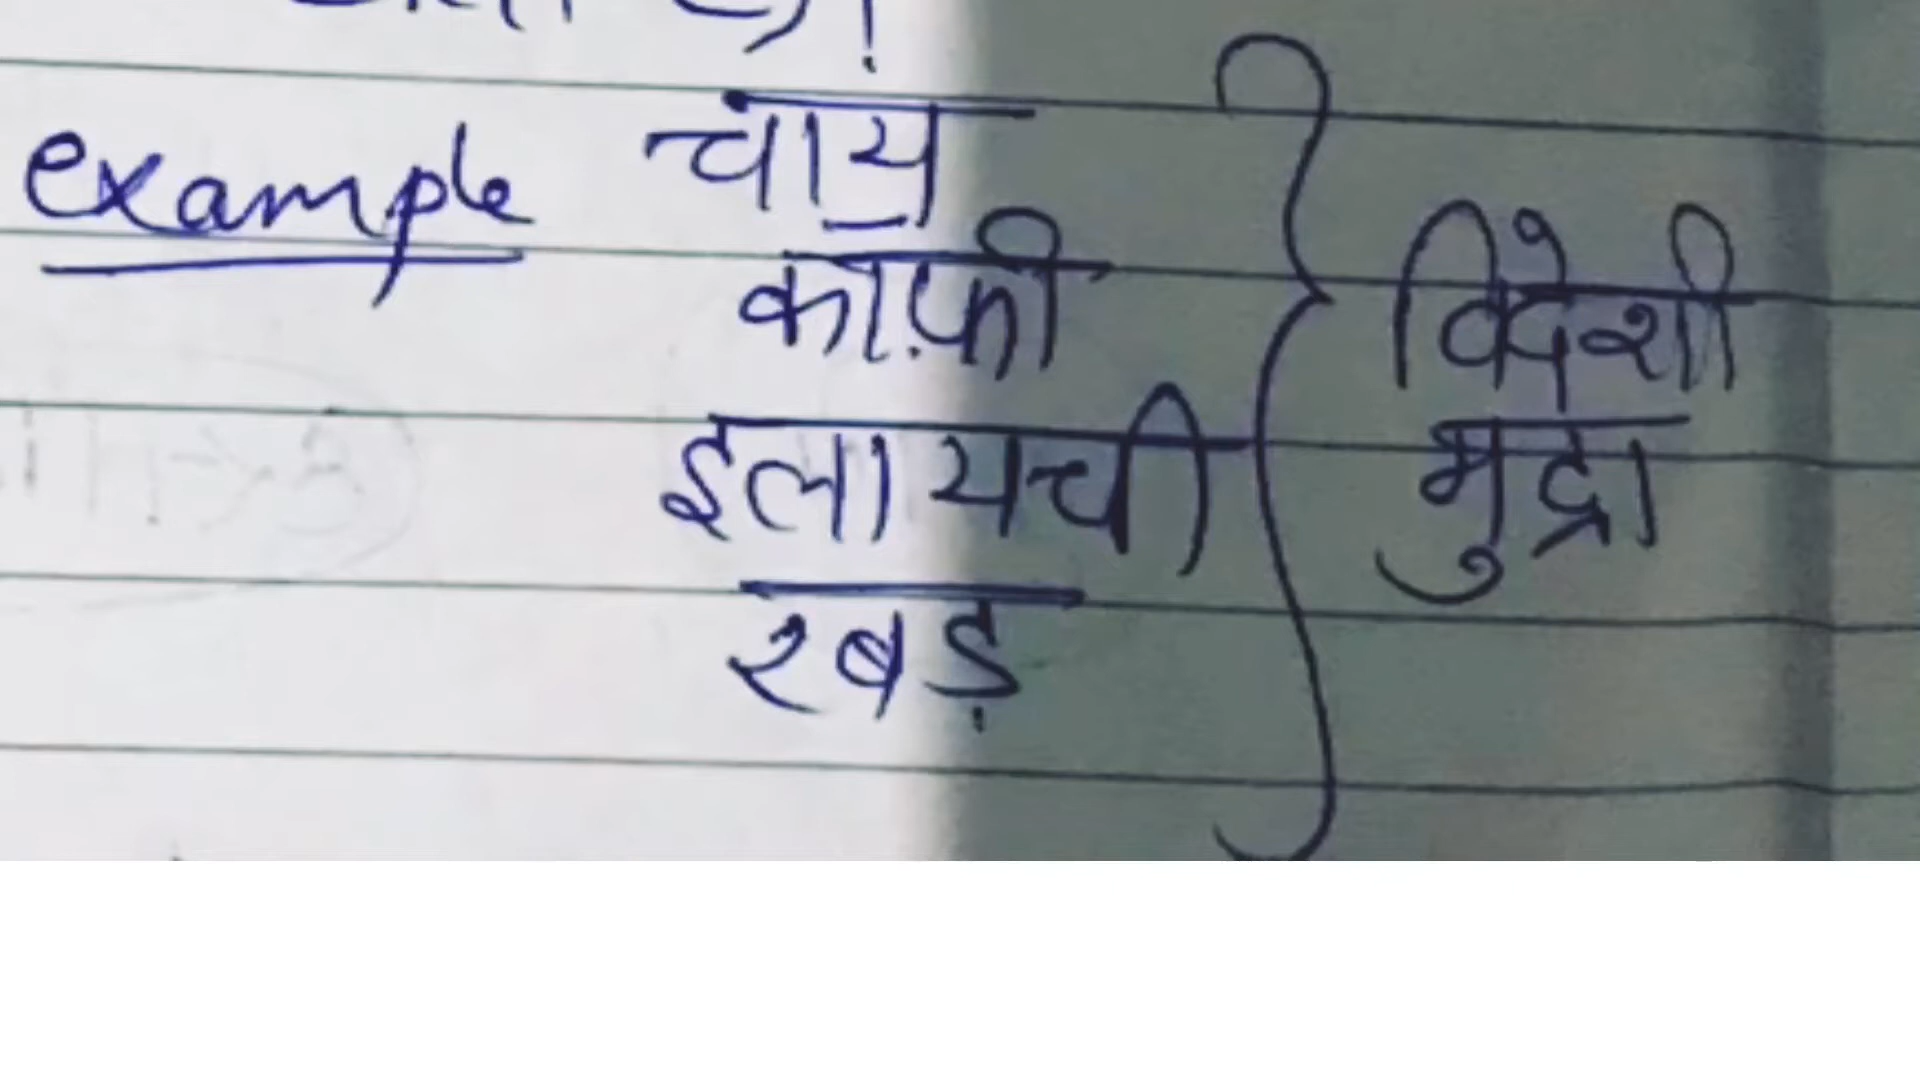 example चाय
कॉफ़ी
इलायची
रबड़
विदेशी
मुद्रा